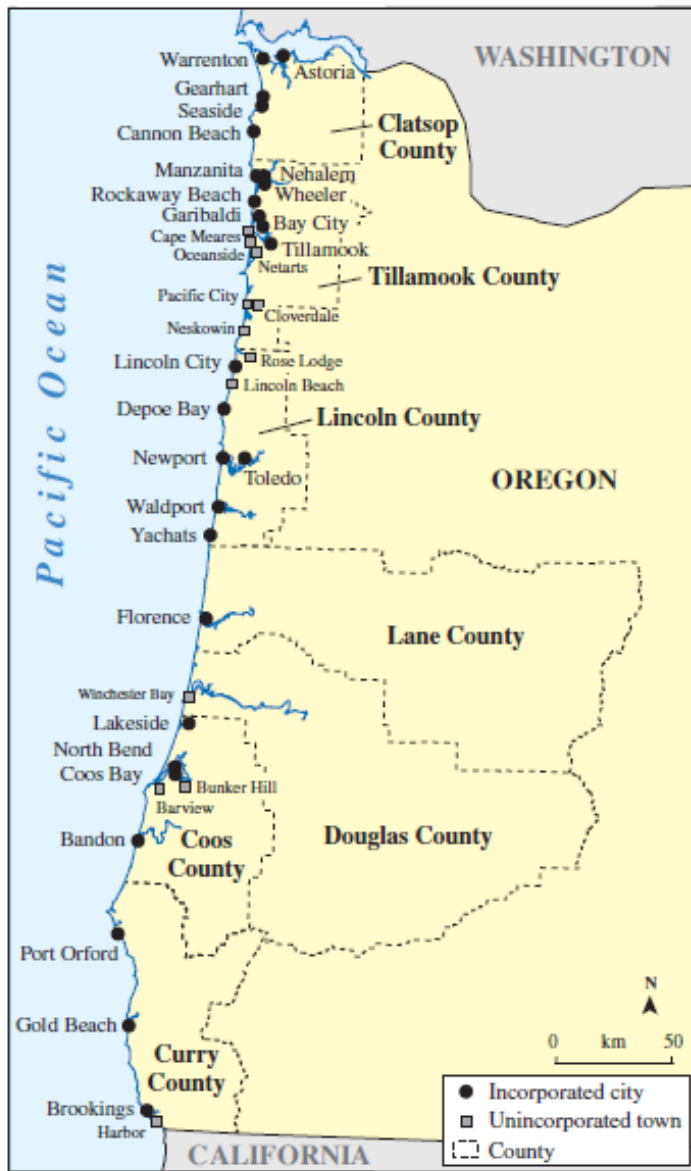 WASHINGTON
Warrenton
Astoria
Gearhart
Seaside
Clatsop
County
Cannon Beach
Manzanita
Nehalem
Rockaway Beach
Wheeler
Garibaldi
Bay City
Cape Meares
Tillamook
Oceanside
Netarts
Tillamook County
Pacific City
Cloverdale
Neskowin
Rose Lodge
Lincoln City
Lincoln Beach
Depoe Bay
Lincoln County
Newport
Toledo
OREGON
Waldport
Yachats
Pacific Ocean
Florence
Lane County
Winchester Bay
Lakeside
North Bend
Coos Bay
Bunker Hill
Barview
Bandon
Coos
County
Douglas County
Port Orford
N
Gold Beach
0 km 50
Curry
County
Brookings
Harbor
CALIFORNIA
Incorporated city
Unincorporated town
County